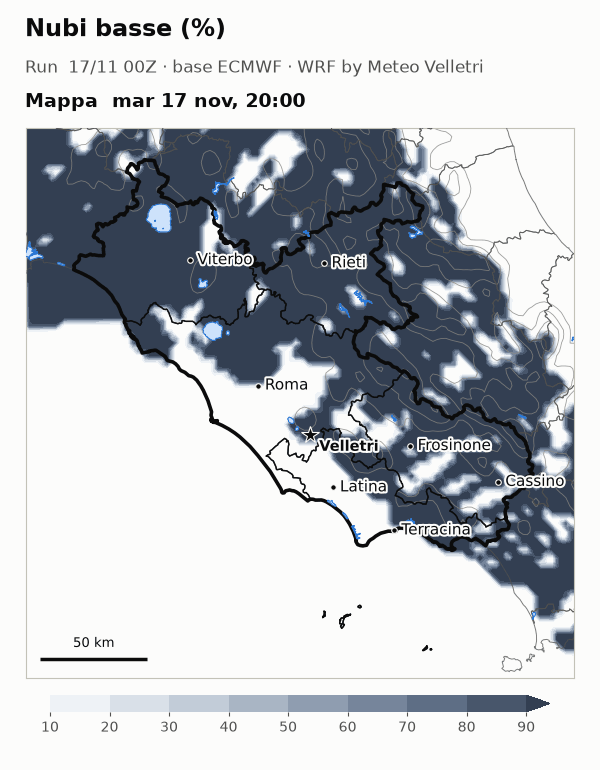 Nubi basse (%)
Run  17/11 00Z · base ECMWF · WRF by Meteo Velletri
Mappa  mar 17 nov, 20:00
Viterbo
Rieti
Roma
Velletri
Frosinone
Cassino
Latina
Terracina
50 km
10 20 30 40 50 60 70 80 90